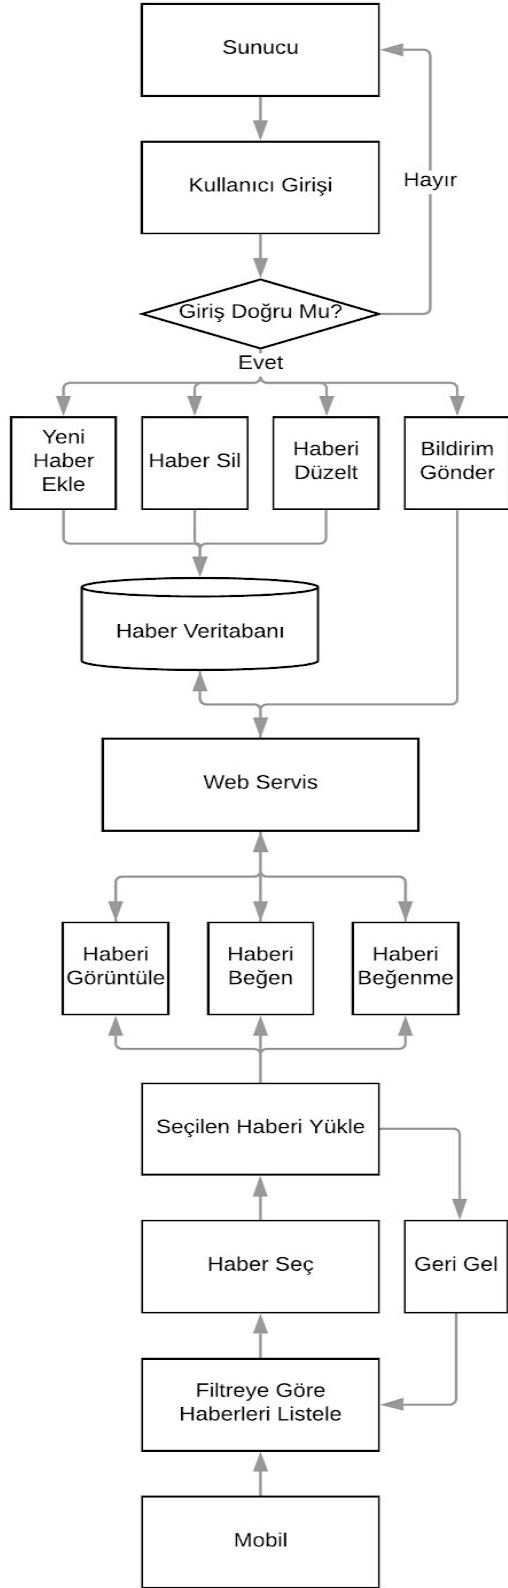 Sunucu
Kullanıcı Girişi
Hayır
Giriş Doğru Mu?
Evet
Yeni
Haber
Ekle
Haber Sil
Haberi
Düzelt
Bildirim
Gönder
Haber Veritabanı
Web Servis
Haberi
Görüntüle
Haberi
Beğen
Haberi
Beğenme
Seçilen Haberi Yükle
Haber Seç
Geri Gel
Filtreye Göre
Haberleri Listele
Mobil